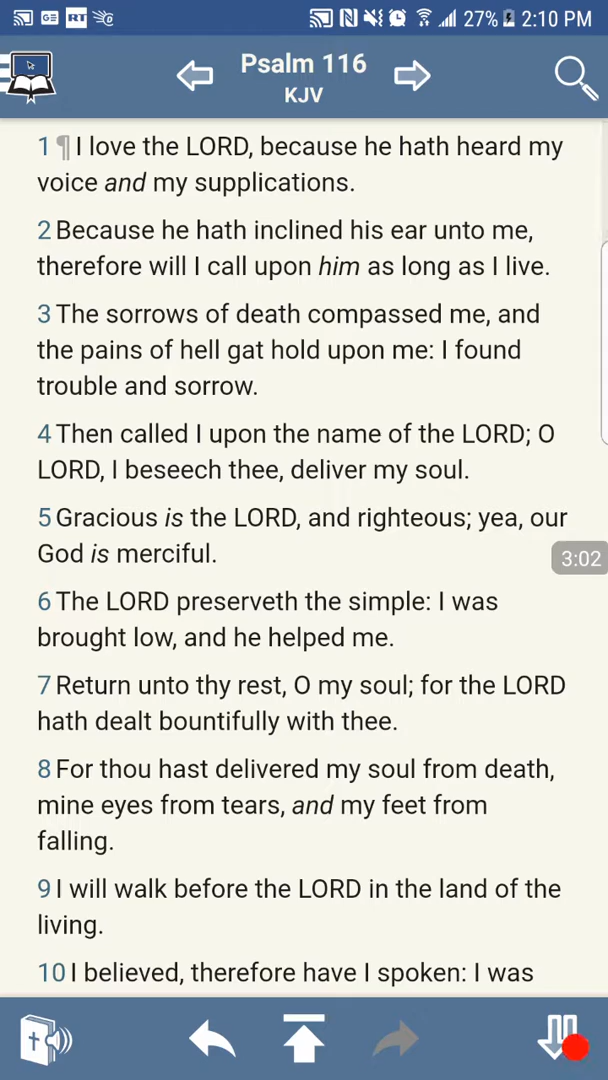 RT 27% 2:10 PM
Psalm 116
KJV
1 ¶ I love the LORD, because he hath heard my
voice and my supplications.
2 Because he hath inclined his ear unto me,
therefore will I call upon him as long as I live.
3 The sorrows of death compassed me, and
the pains of hell gat hold upon me: I found
trouble and sorrow.
4 Then called I upon the name of the LORD; O
LORD, I beseech thee, deliver my soul.
5 Gracious is the LORD, and righteous; yea, our
God is merciful.
3:02
6 The LORD preserveth the simple: I was
brought low, and he helped me.
7 Return unto thy rest, O my soul; for the LORD
hath dealt bountifully with thee.
8 For thou hast delivered my soul from death,
mine eyes from tears, and my feet from
falling.
9 I will walk before the LORD in the land of the
living.
10 I believed, therefore have I spoken: I was